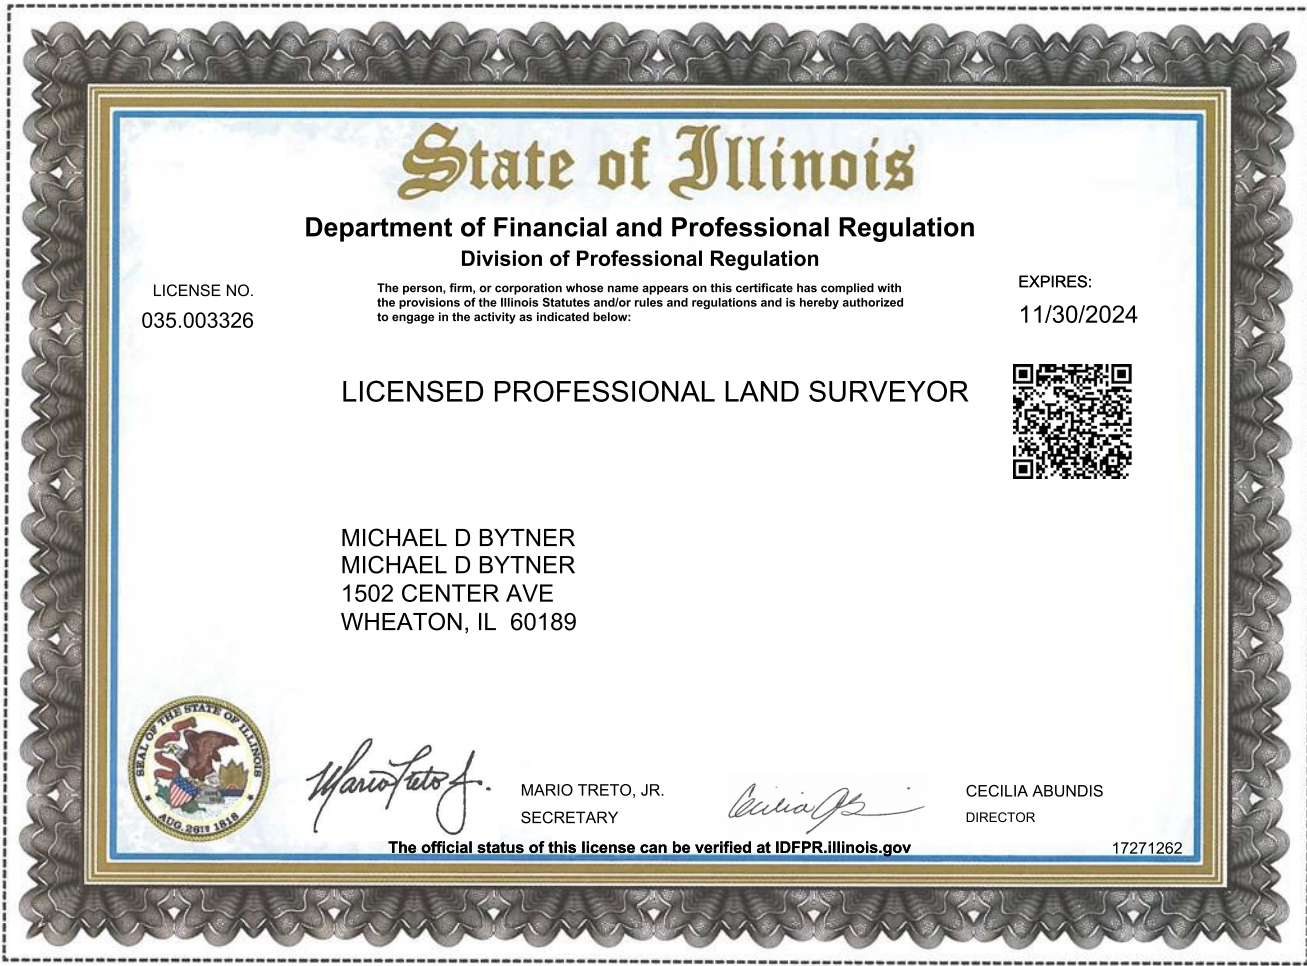 State of Illinois
Department of Financial and Professional Regulation
Division of Professional Regulation
LICENSE NO.
035.003326
The person, firm, or corporation whose name appears on this certificate has complied with
the provisions of the Illinois Statutes and/or rules and regulations and is hereby authorized
to engage in the activity as indicated below:
EXPIRES:
11/30/2024
LICENSED PROFESSIONAL LAND SURVEYOR
MICHAEL D BYTNER
MICHAEL D BYTNER
1502 CENTER AVE
WHEATON, IL  60189
SEAL OF THE STATE OF ILLINOIS
AUG. 26TH 1818
Mario Treto Jr.
MARIO TRETO, JR.
SECRETARY
CECILIA ABUNDIS
DIRECTOR
The official status of this license can be verified at IDFPR.illinois.gov
17271262